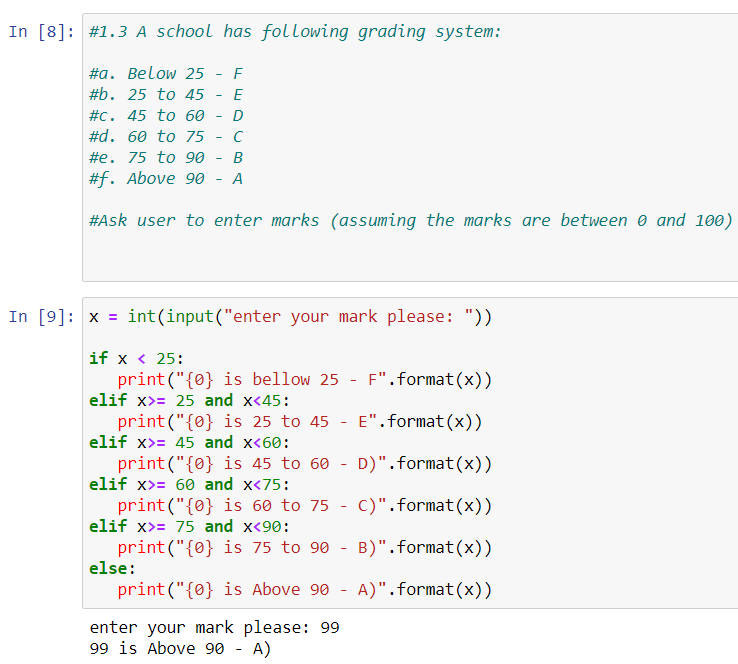 In [8]: #1.3 A school has following grading system:
#a. Below 25 - F
#b. 25 to 45 - E
#c. 45 to 60 - D
#d. 60 to 75 - C
#e. 75 to 90 - B
#f. Above 90 - A
#Ask user to enter marks (assuming the marks are between 0 and 100)
In [9]: x = int(input("enter your mark please: "))
if x < 25:
   print("{0} is bellow 25 - F".format(x))
elif x>= 25 and x<45:
   print("{0} is 25 to 45 - E".format(x))
elif x>= 45 and x<60:
   print("{0} is 45 to 60 - D)".format(x))
elif x>= 60 and x<75:
   print("{0} is 60 to 75 - C)".format(x))
elif x>= 75 and x<90:
   print("{0} is 75 to 90 - B)".format(x))
else:
   print("{0} is Above 90 - A)".format(x))
enter your mark please: 99
99 is Above 90 - A)